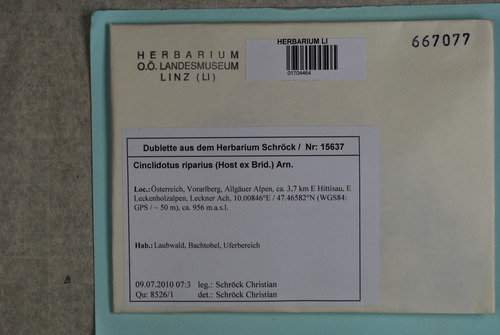 HERBARIUM
O.Ö. LANDESMUSEUM
LINZ (LI)
HERBARIUM LI
01704464
667077
Dublette aus dem Herbarium Schröck / Nr: 15637
Cinclidotus riparius (Host ex Brid.) Arn.
Loc.: Österreich, Vorarlberg, Allgäuer Alpen, ca. 3,7 km E Hittisau, E
Leckenholzalpen, Leckner Ach, 10.00846°E / 47.46582°N (WGS84:
GPS / ~ 50 m), ca. 956 m.a.s.l.
Hab.: Laubwald, Bachtobel, Uferbereich
09.07.2010 07:3 leg.: Schröck Christian
Qu: 8526/1 det.: Schröck Christian